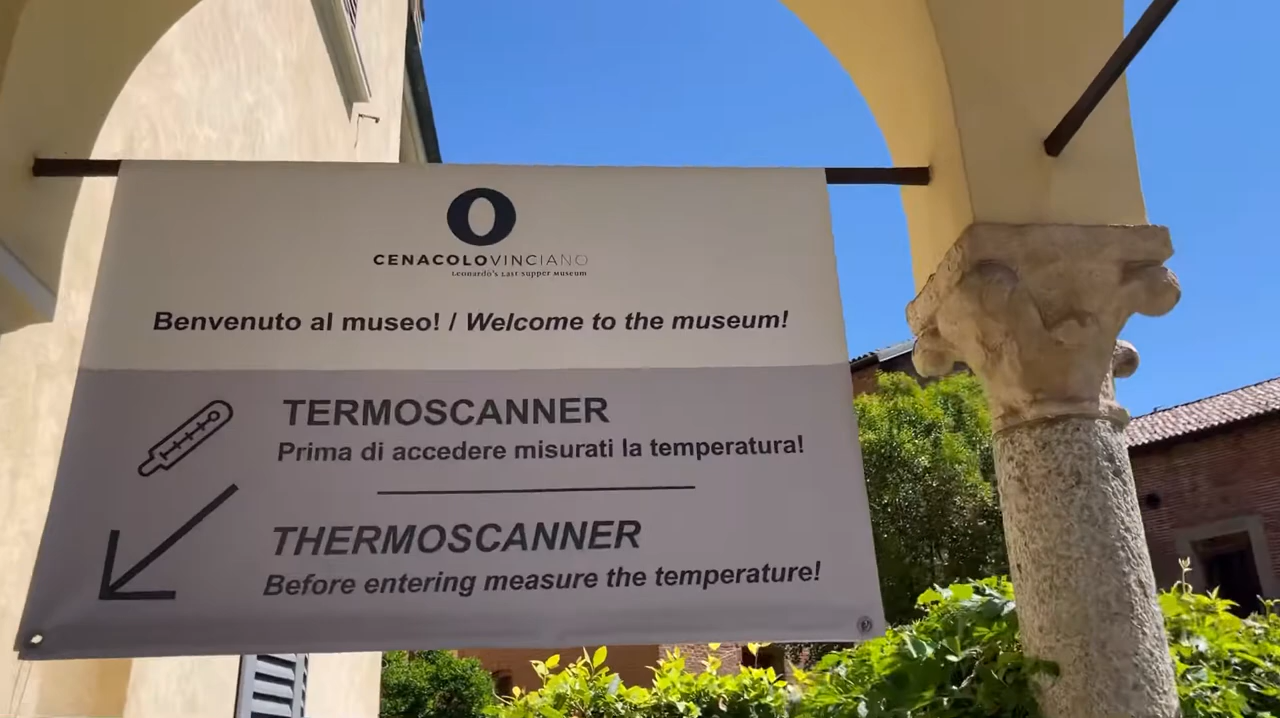 CENACOLOVINCIANO
Leonardo's Last Supper Museum
Benvenuto al museo! / Welcome to the museum!
TERMOSCANNER
Prima di accedere misurati la temperatura!
THERMOSCANNER
Before entering measure the temperature!